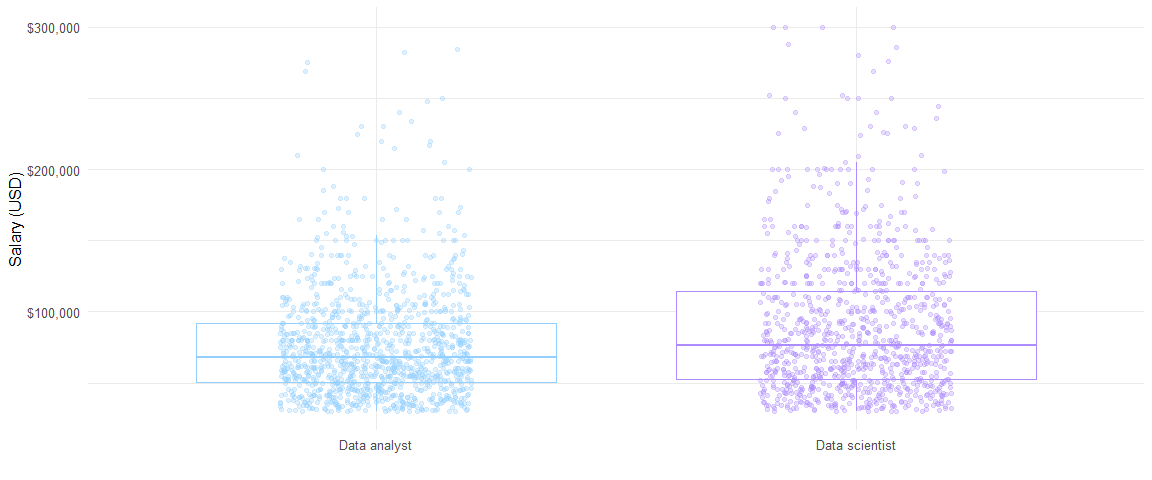 $300,000
$200,000
$100,000
Salary (USD)
Data analyst
Data scientist